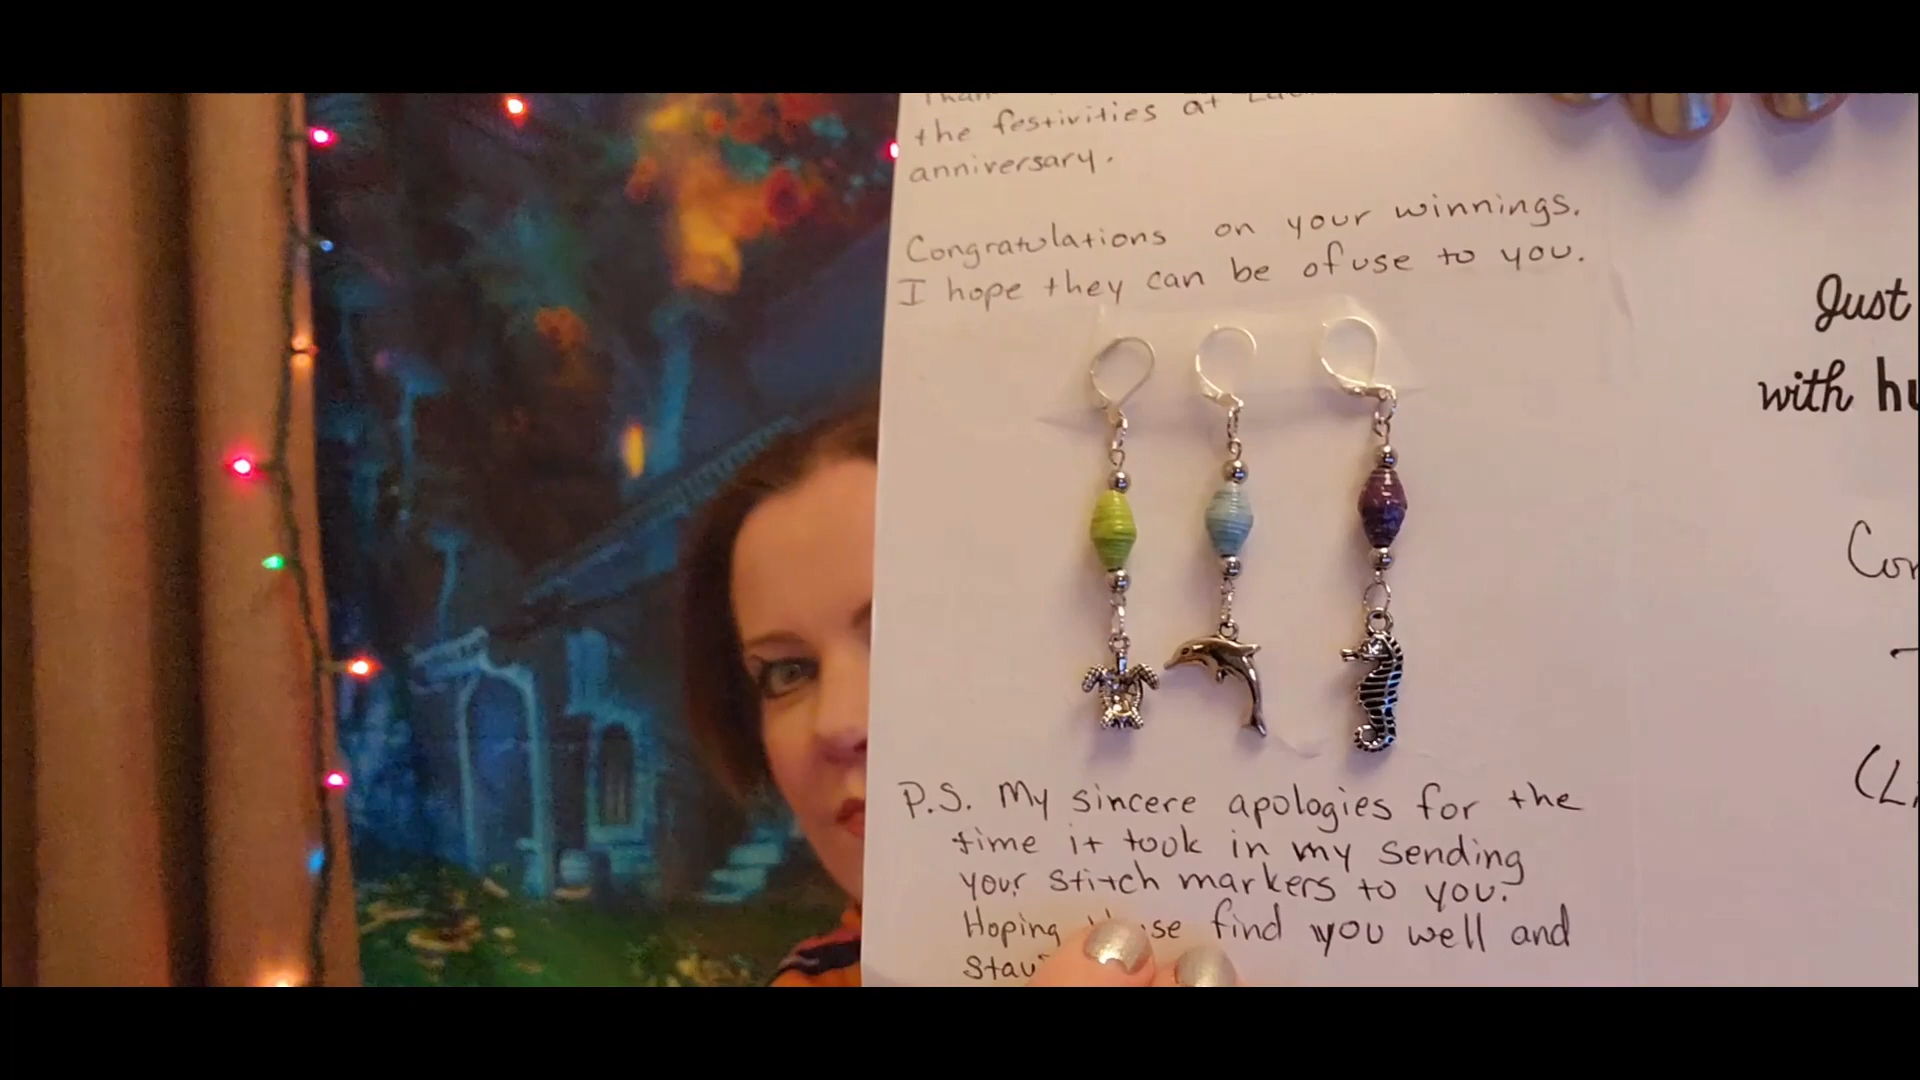 the festivities at
anniversary.
Congratulations on your winnings.
I hope they can be of use to you.
P.S. My sincere apologies for the
time it took in my sending
your stitch markers to you.
Hoping find you well and
Just
with